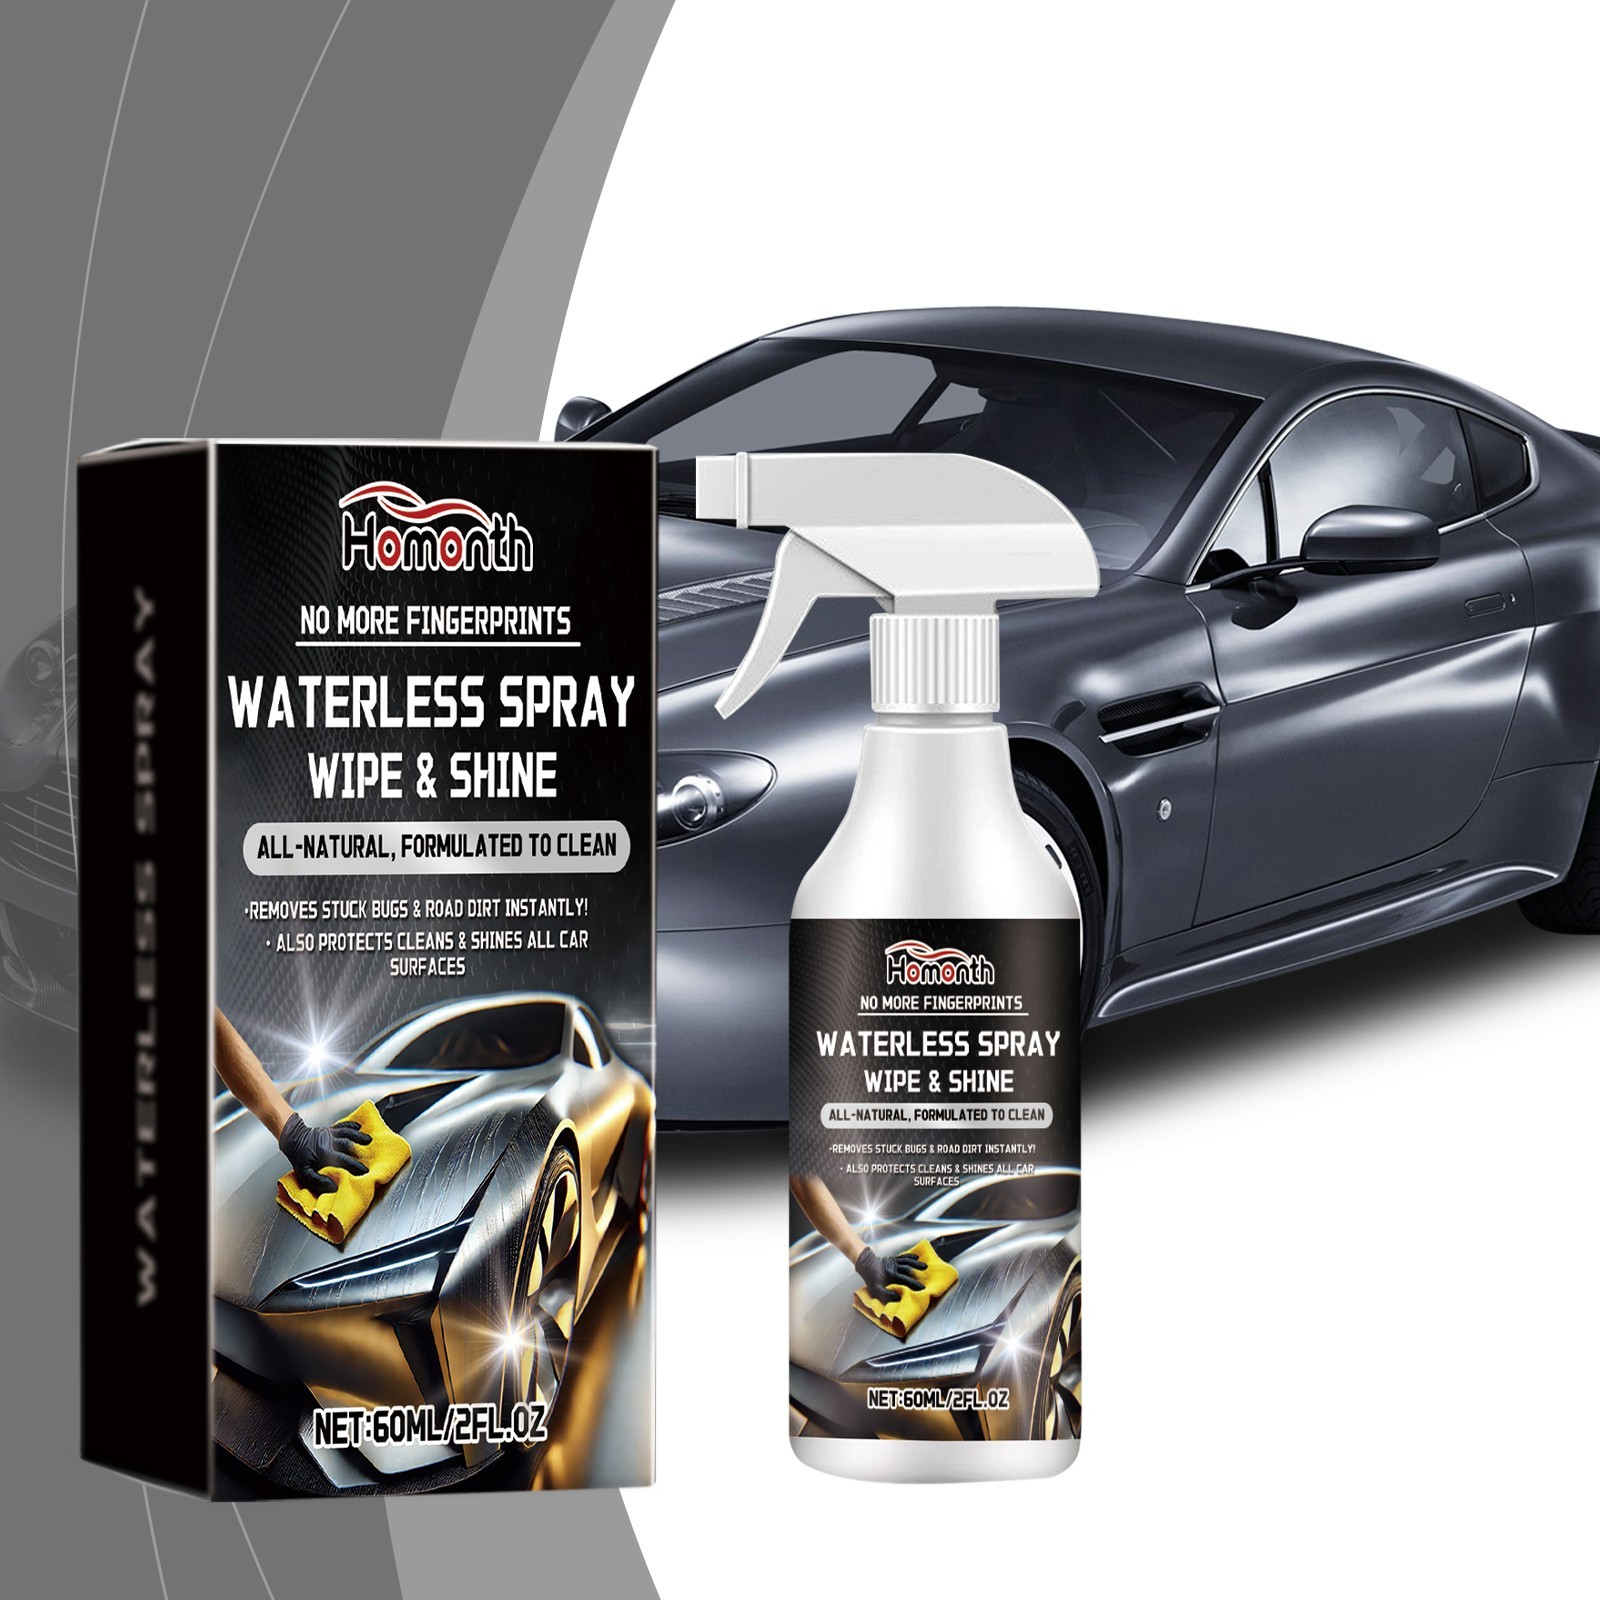 Homonth
NO MORE FINGERPRINTS
WATERLESS SPRAY
WIPE & SHINE
ALL-NATURAL, FORMULATED TO CLEAN
•REMOVES STUCK BUGS & ROAD DIRT INSTANTLY!
• ALSO PROTECTS CLEANS & SHINES ALL CAR
SURFACES
NET:60ML/2FL.OZ
WATERLESS SPRAY
Homonth
NO MORE FINGERPRINTS
WATERLESS SPRAY
WIPE & SHINE
ALL-NATURAL, FORMULATED TO CLEAN
•REMOVES STUCK BUGS & ROAD DIRT INSTANTLY!
• ALSO PROTECTS CLEANS & SHINES ALL CAR
SURFACES
NET:60ML/2FL.OZ